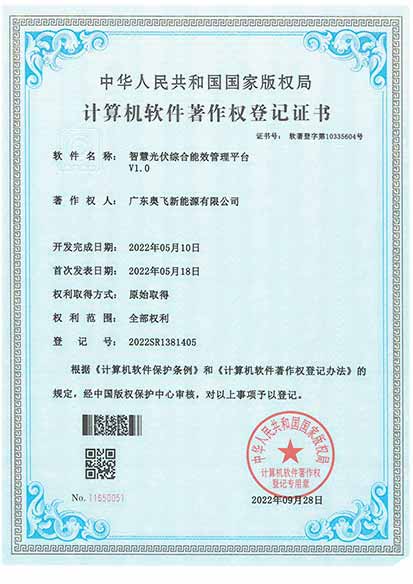 中华人民共和国国家版权局
计算机软件著作权登记证书
证书号： 软著登字第10335604号
软件名称： 智慧光伏综合能效管理平台
V1.0
著作权人： 广东奥飞新能源有限公司
开发完成日期： 2022年05月10日
首次发表日期： 2022年05月18日
权利取得方式： 原始取得
权利范围： 全部权利
登记号： 2022SR1381405
根据《计算机软件保护条例》和《计算机软件著作权登记办法》的
规定，经中国版权保护中心审核，对以上事项予以登记。
中华人民共和国国家版权局
计算机软件著作权
登记专用章
No. 11650051
2022年09月28日